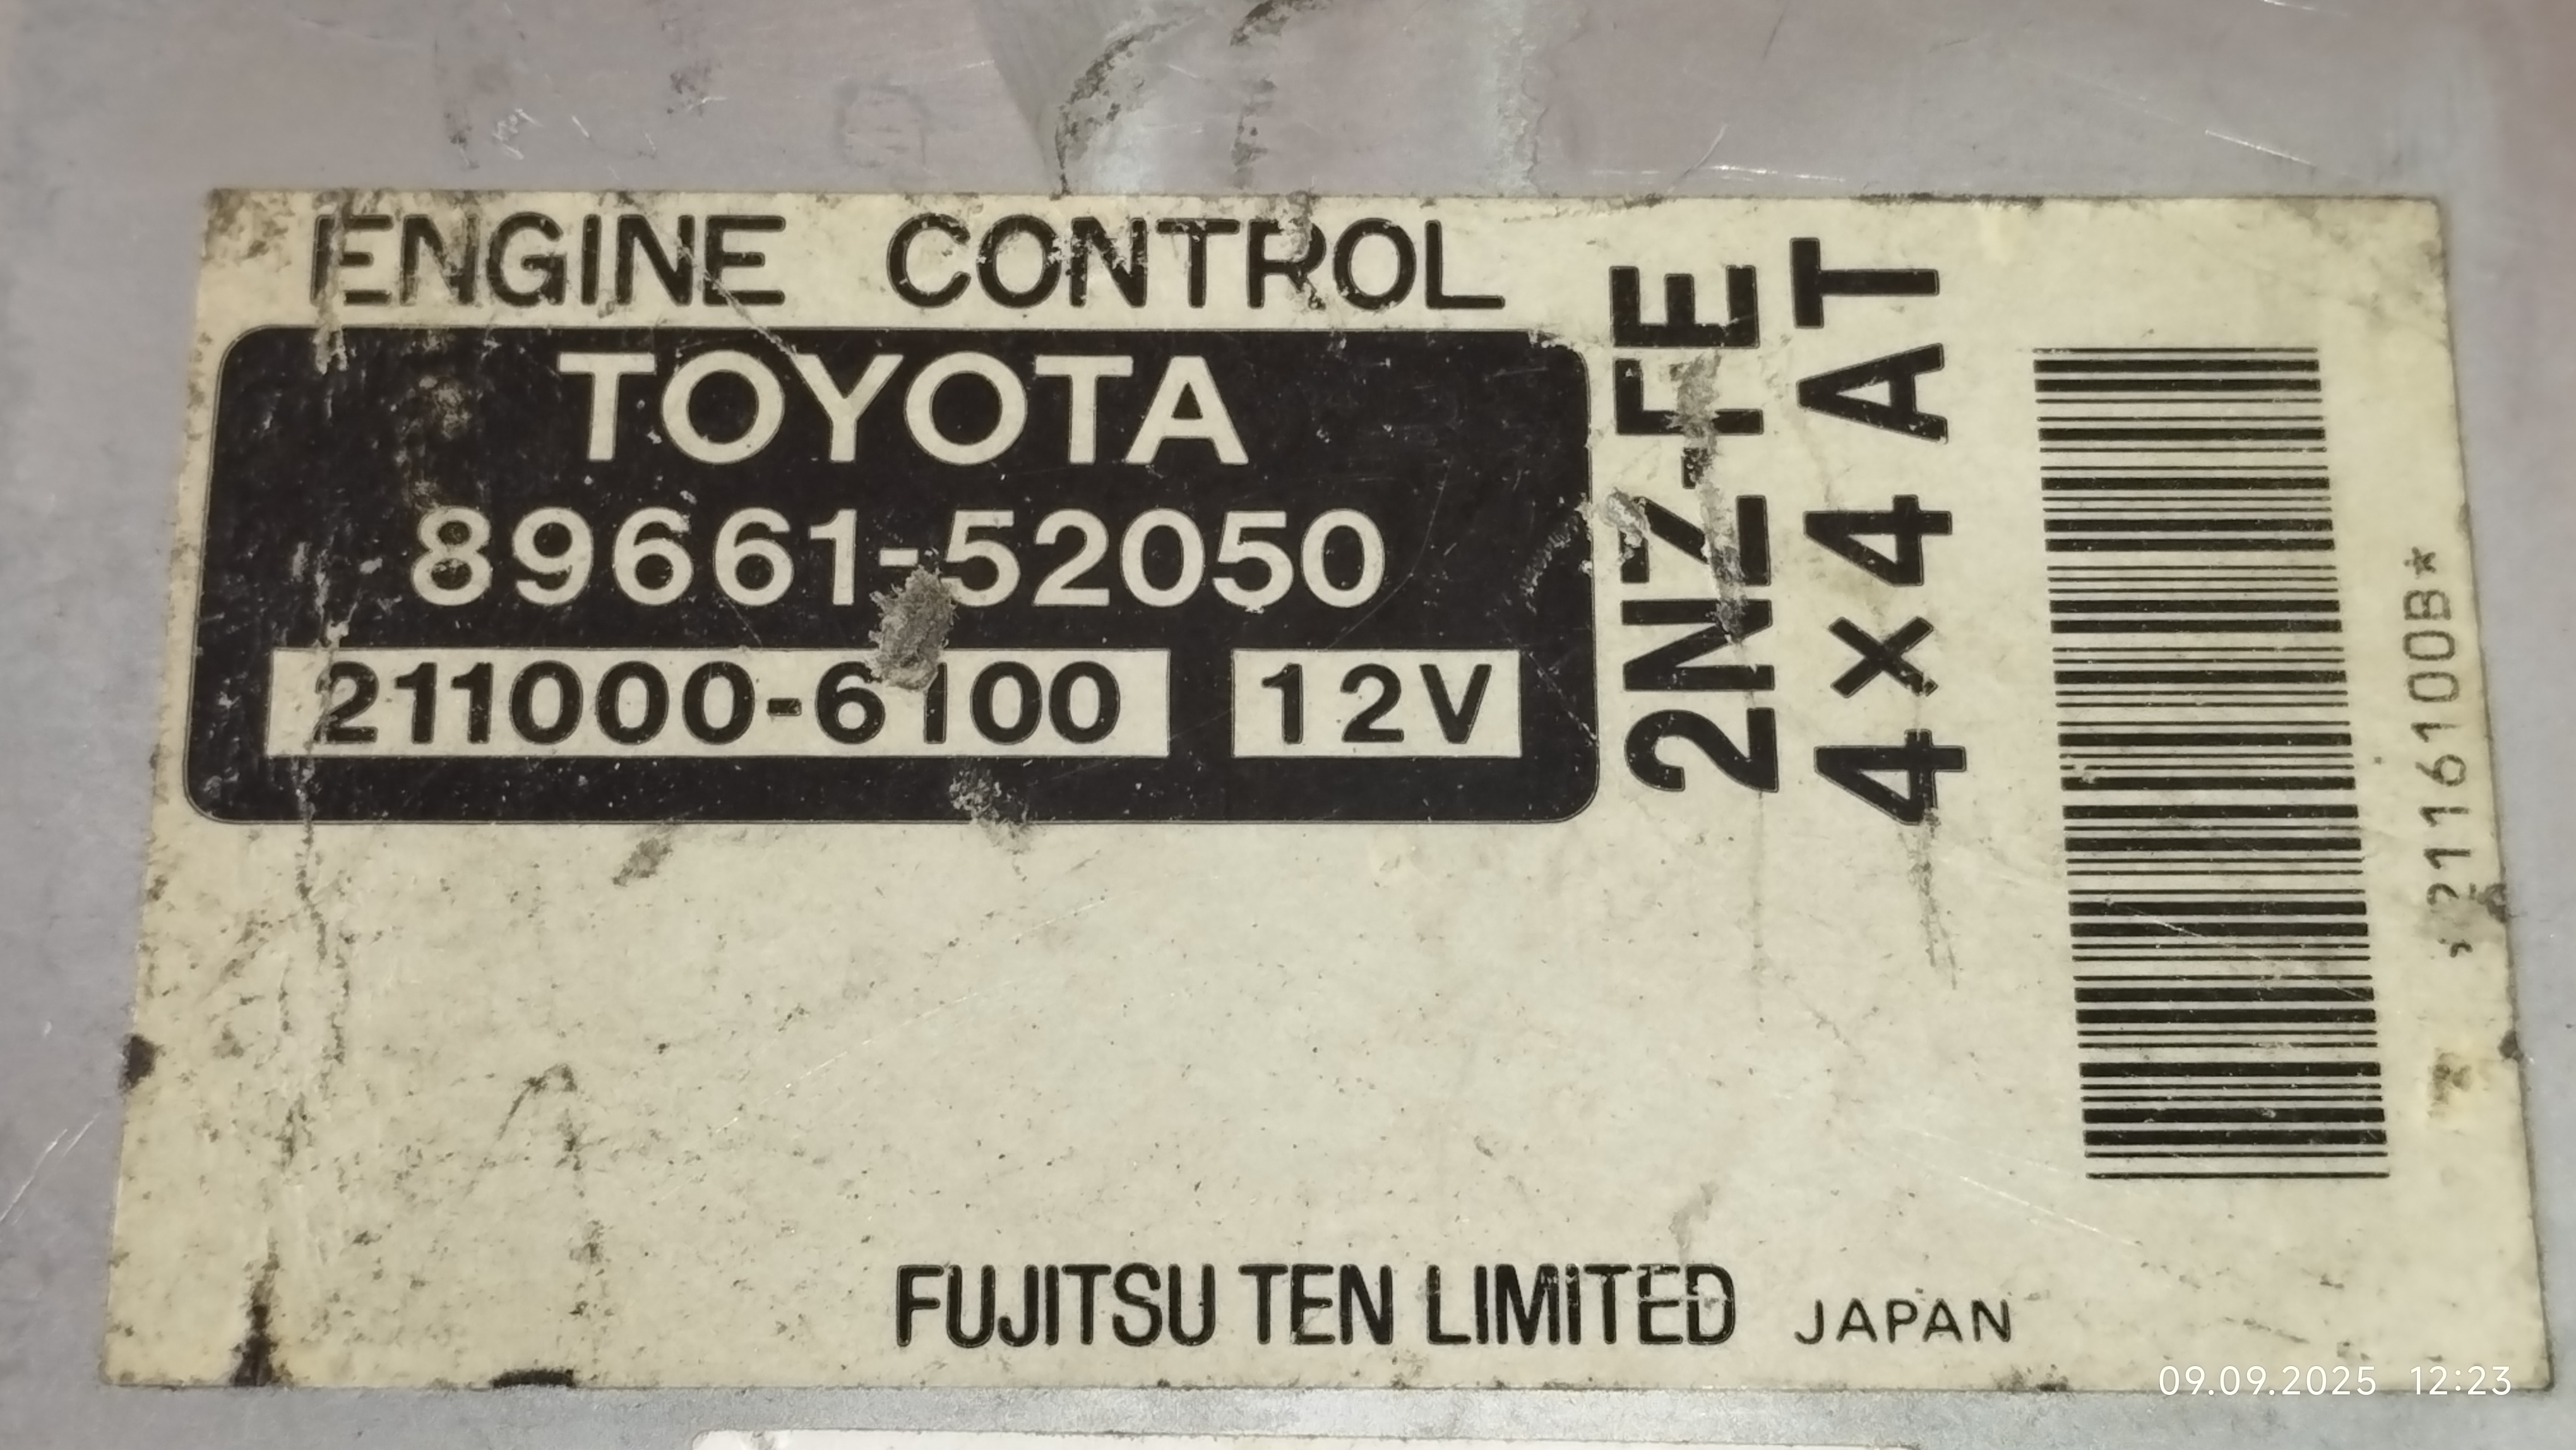 ENGINE CONTROL
TOYOTA
89661-52050
211000-6100 12V
2NZ-FE
4×4 AT
*2116100B*
FUJITSU TEN LIMITED JAPAN
09.09.2025 12:23